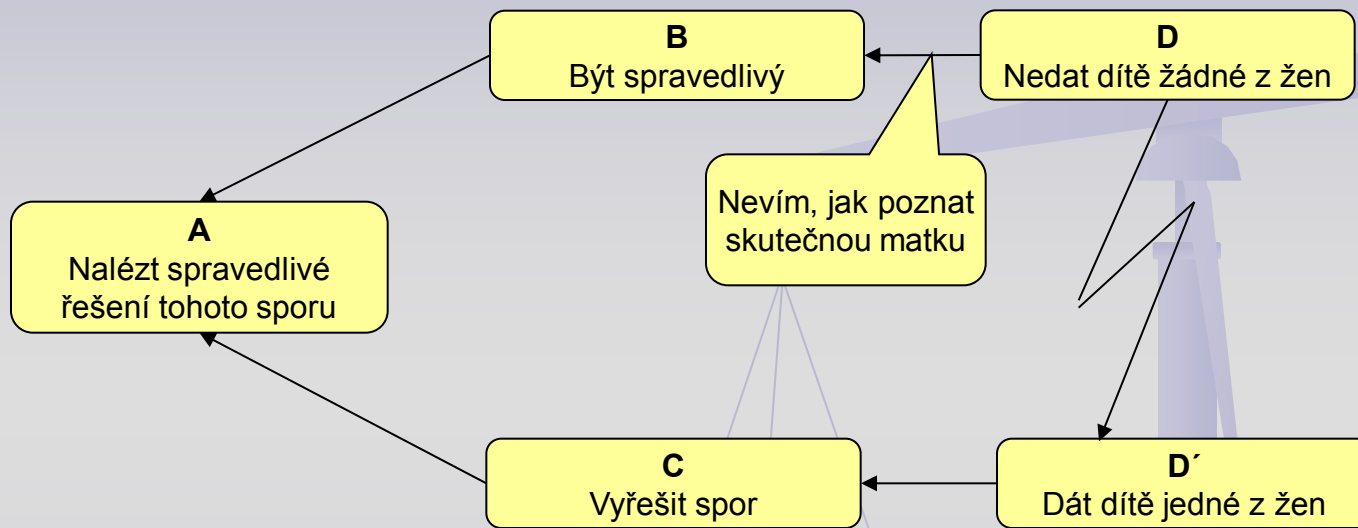 B
Být spravedlivý
D
Nedat dítě žádné z žen
Nevím, jak poznat
skutečnou matku
A
Nalézt spravedlivé
řešení tohoto sporu
C
Vyřešit spor
D´
Dát dítě jedné z žen